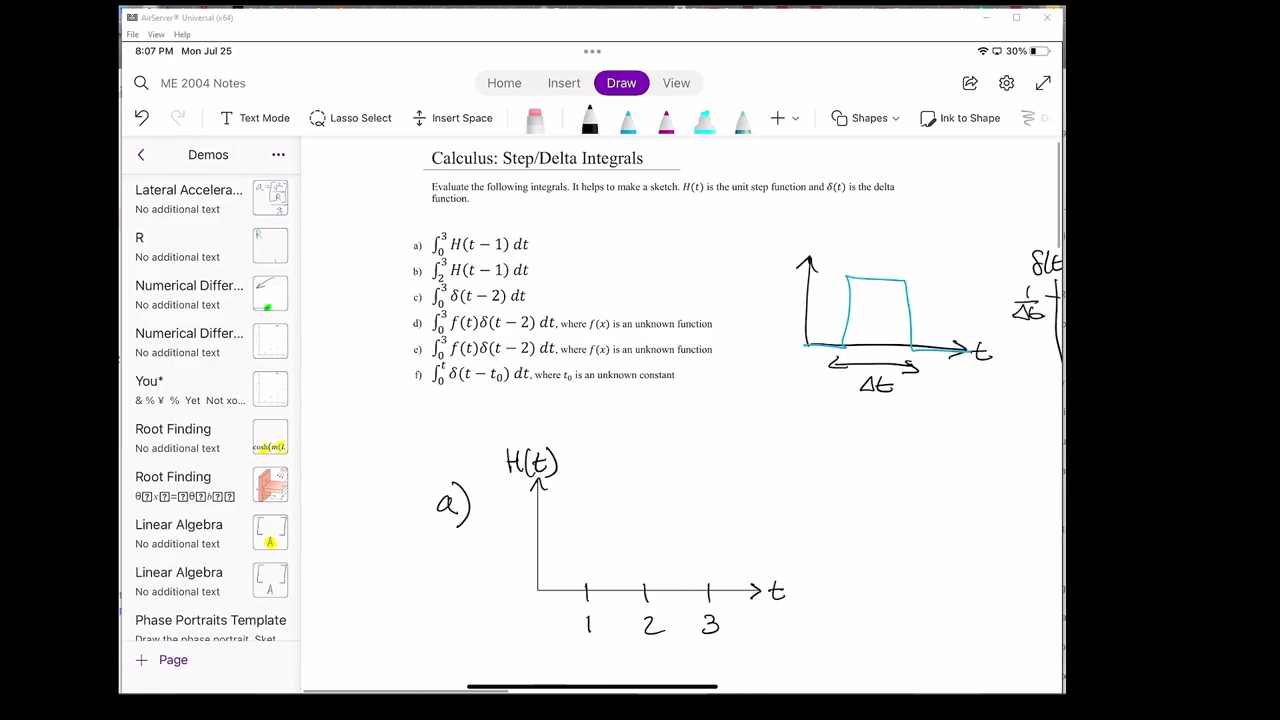 AirServer® Universal (x64)
File View Help
8:07 PM Mon Jul 25
30%
ME 2004 Notes
Home Insert Draw View
Text Mode Lasso Select Insert Space Shapes Ink to Shape
Demos
Lateral Accelera...
No additional text
R
No additional text
Numerical Differ...
No additional text
Numerical Differ...
No additional text
You*
& % ¥ % Yet Not xo...
Root Finding
No additional text
Root Finding
Linear Algebra
No additional text
Linear Algebra
No additional text
Phase Portraits Template
Draw the phase portrait. Sket
+ Page
Calculus: Step/Delta Integrals
Evaluate the following integrals. It helps to make a sketch. H(t) is the unit step function and δ(t) is the delta
function.
a) ∫₀³ H(t − 1) dt
b) ∫₂³ H(t − 1) dt
c) ∫₀³ δ(t − 2) dt
d) ∫₀³ f(t)δ(t − 2) dt, where f(x) is an unknown function
e) ∫₀³ f(t)δ(t − 2) dt, where f(x) is an unknown function
f) ∫₀ᵗ δ(t − t₀) dt, where t₀ is an unknown constant
t
Δt
δ(t
a)
H(t)
t
1 2 3